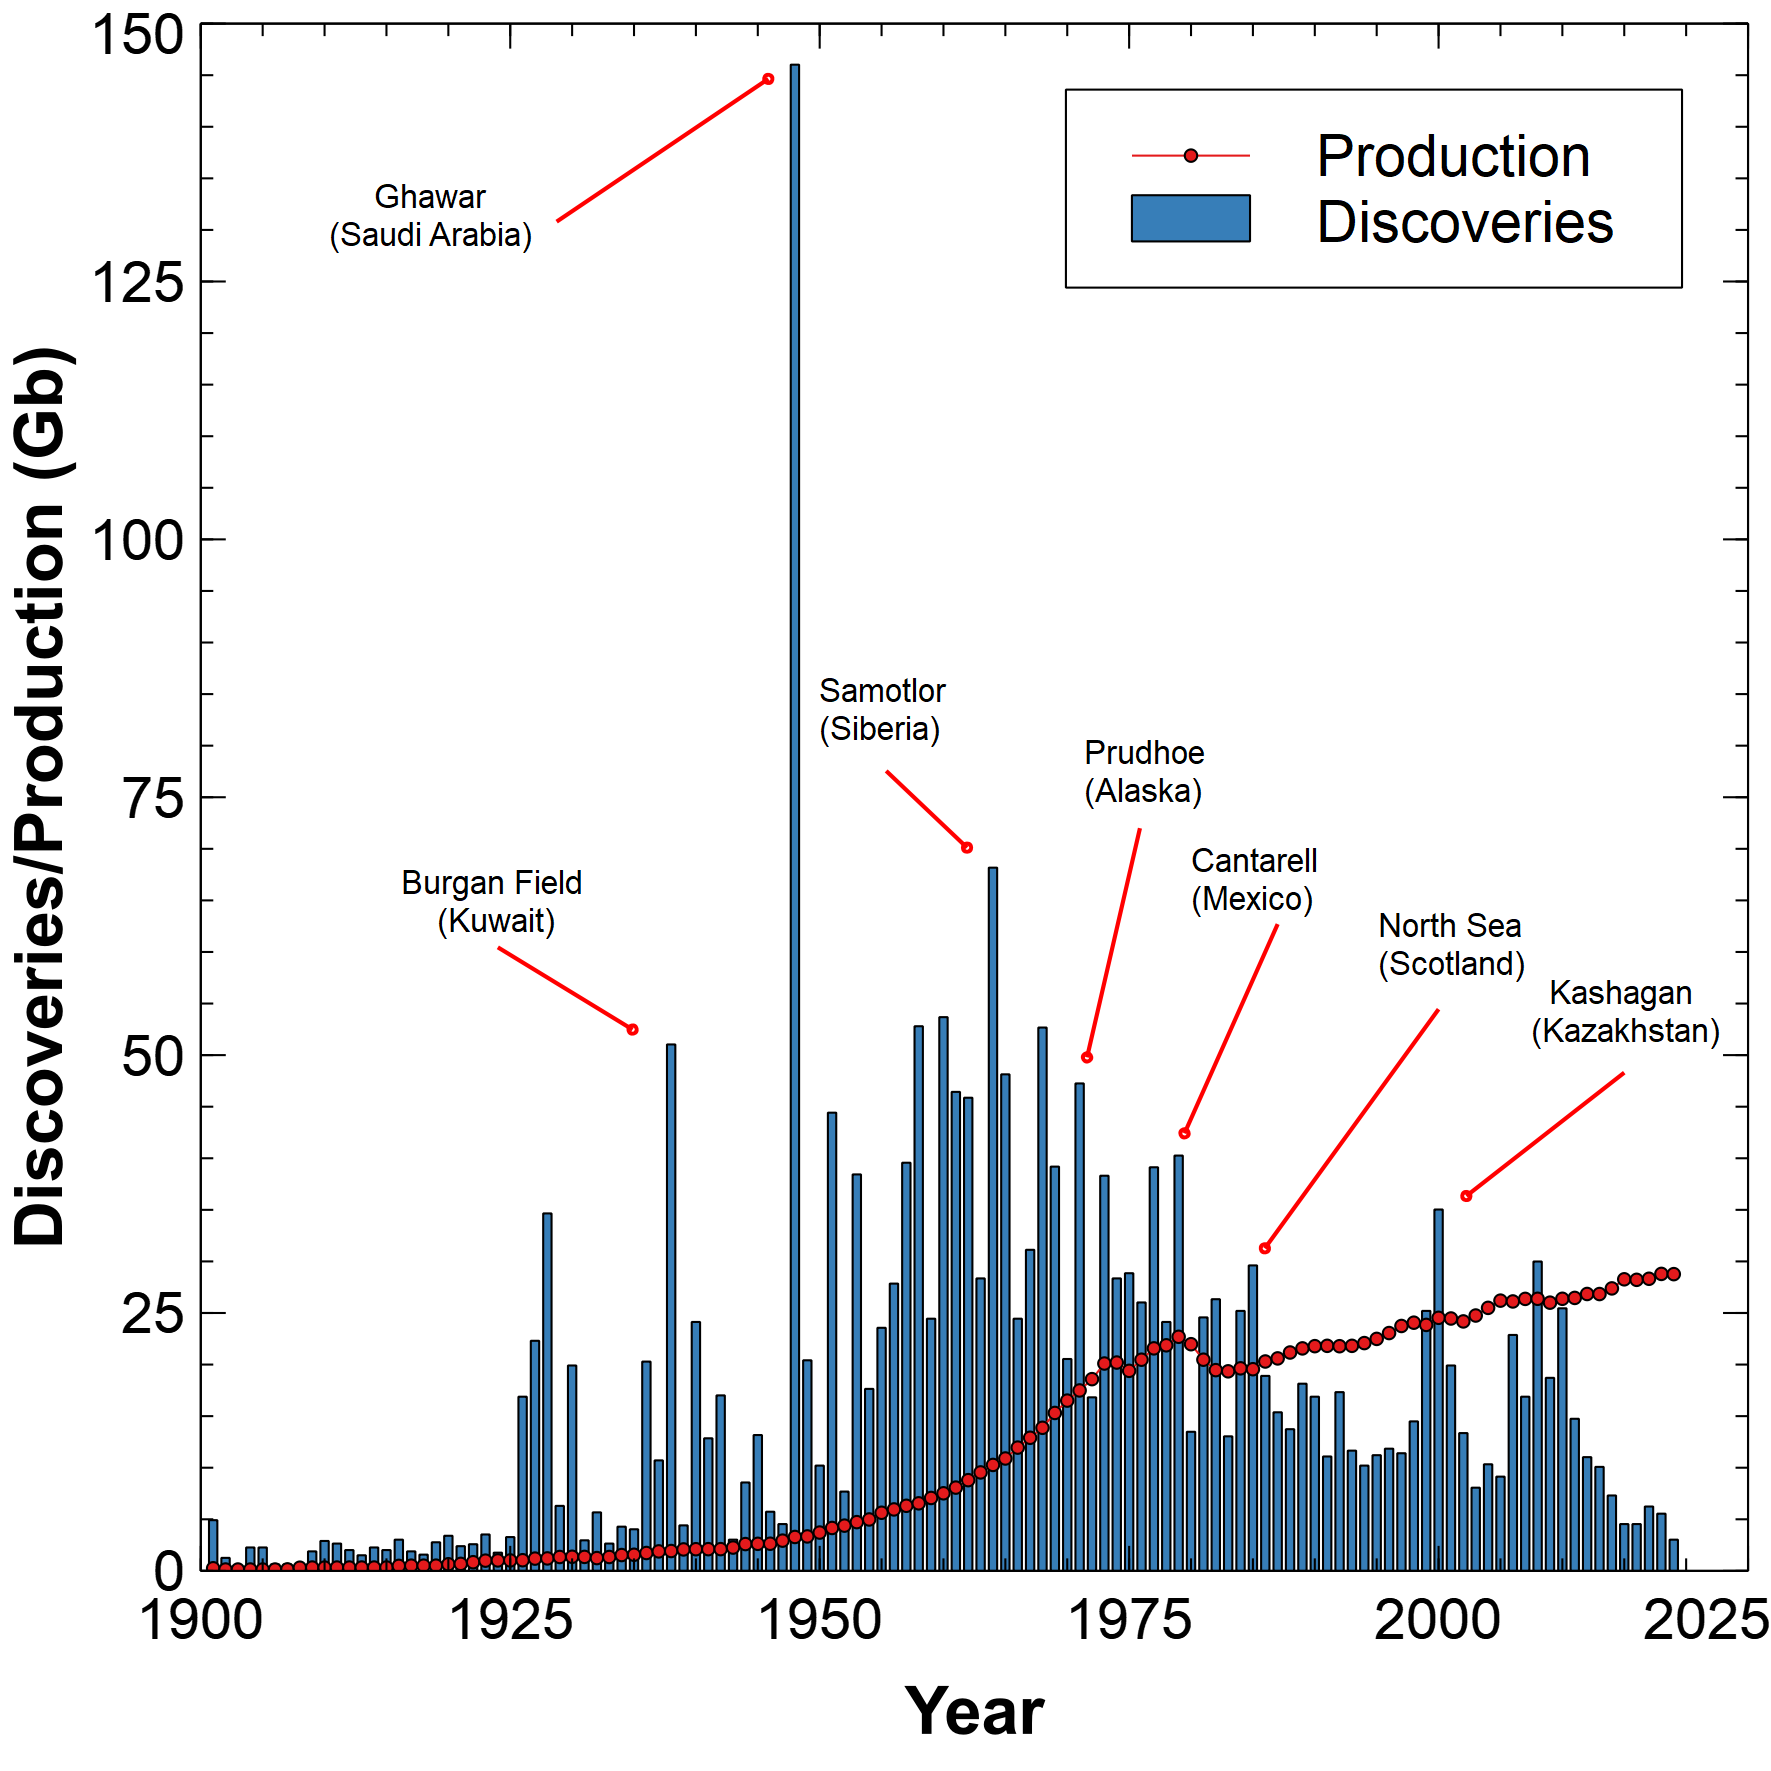 150
125
100
75
50
25
0
Discoveries/Production (Gb)
Production
Discoveries
Ghawar
(Saudi Arabia)
Samotlor
(Siberia)
Prudhoe
(Alaska)
Cantarell
(Mexico)
Burgan Field
(Kuwait)
North Sea
(Scotland)
Kashagan
(Kazakhstan)
1900 1925 1950 1975 2000 2025
Year